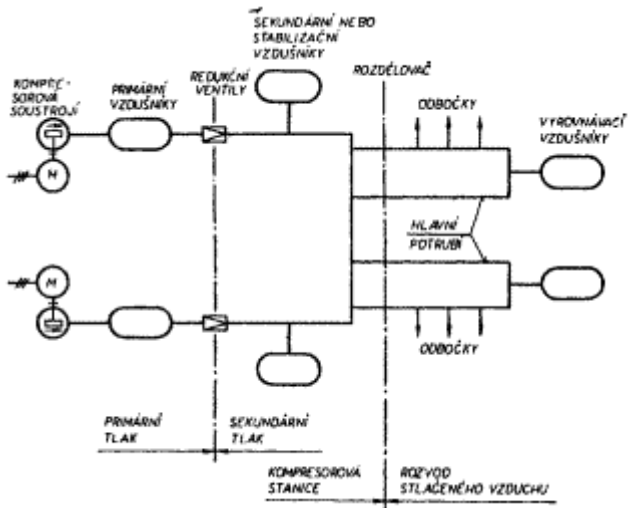 SEKUNDÁRNÍ NEBO
STABILIZAČNÍ
VZDUŠNÍKY
REDUKČNÍ
VENTILY
ROZDĚLOVAČ
KOMPRE-
SOROVÁ
SOUSTROJÍ
PRIMÁRNÍ
VZDUŠNÍKY
ODBOČKY
VYROVNÁVACÍ
VZDUŠNÍKY
M
HLAVNÍ
POTRUBÍ
M
ODBOČKY
PRIMÁRNÍ
TLAK
SEKUNDÁRNÍ
TLAK
KOMPRESOROVÁ
STANICE
ROZVOD
STLAČENÉHO VZDUCHU